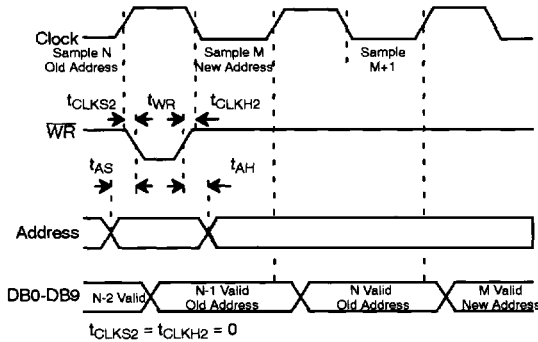 Clock
Sample N
Old Address
Sample M
New Address
Sample
M+1
tCLKS2
tWR
tCLKH2
WR
tAS
tAH
Address
DB0-DB9
N-2 Valid
N-1 Valid
Old Address
N Valid
Old Address
M Valid
New Address
tCLKS2 = tCLKH2 = 0